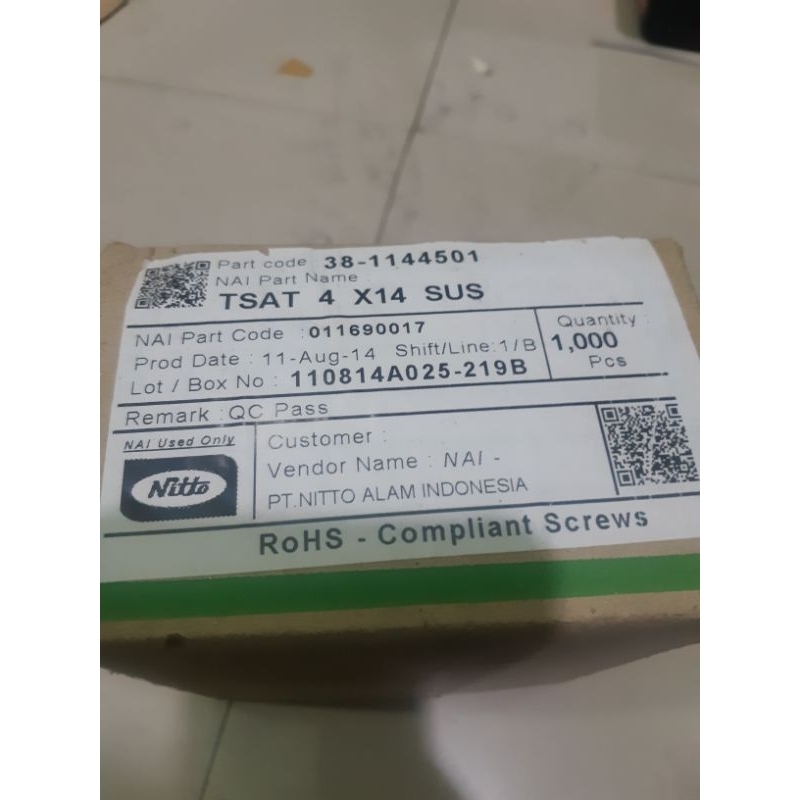 Part code 38-1144501
NAI Part Name :
TSAT 4 X14 SUS
NAI Part Code : 011690017
Prod Date : 11-Aug-14 Shift/Line: 1/B
Lot / Box No : 110814A025-219B
Quantity
1,000
Pcs
Remark : QC Pass
NAI Used Only
Nitto
Customer :
Vendor Name : NAI -
PT.NITTO ALAM INDONESIA
RoHS - Compliant Screws